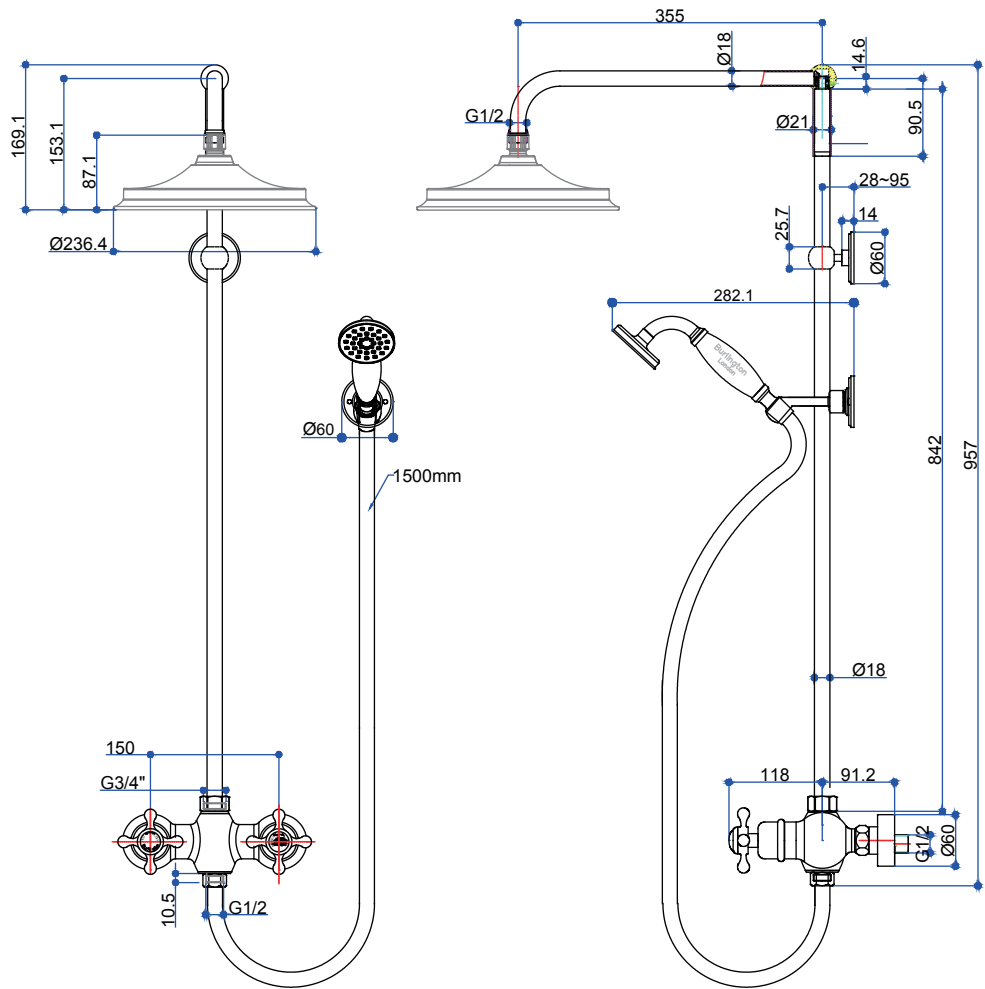 355
Ø18
14.6
169.1
153.1
87.1
G1/2
Ø21
90.5
28~95
14
25.7
Ø60
Ø236.4
282.1
Burlington
London
Ø60
1500mm
842
957
Ø18
150
G3/4"
118
91.2
G1/2
Ø60
10.5
G1/2